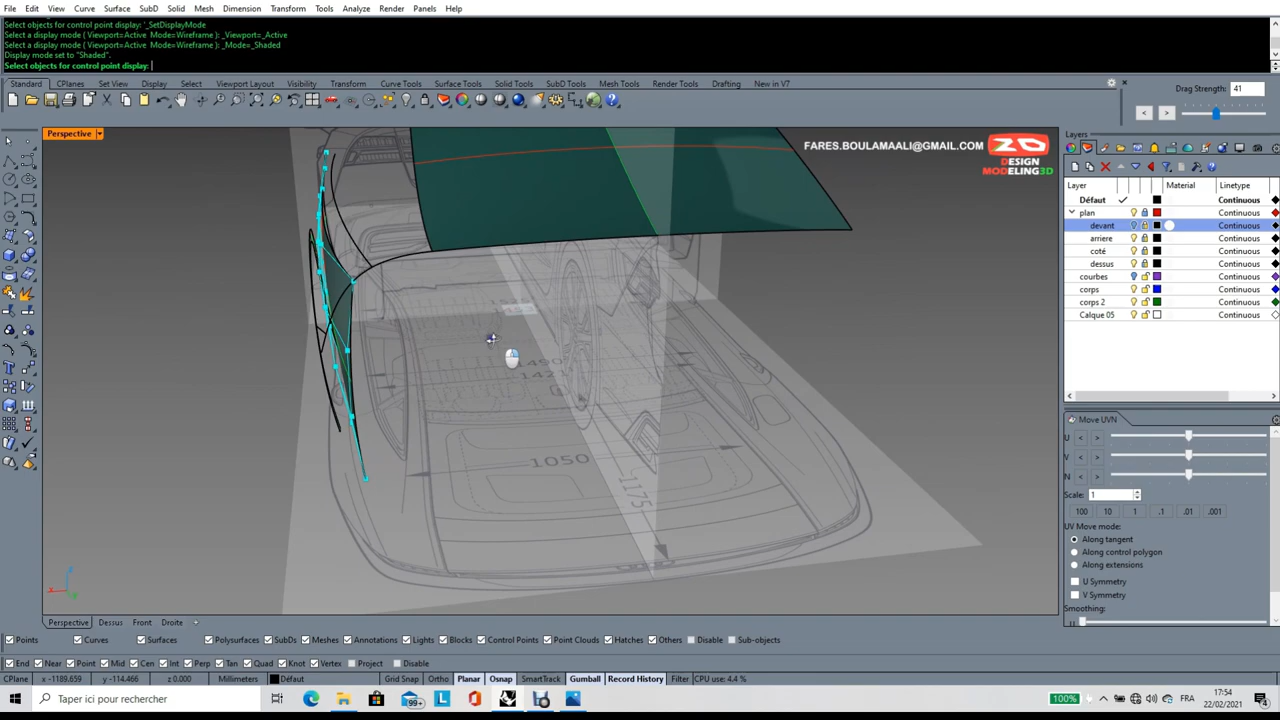 File Edit View Curve Surface SubD Solid Mesh Dimension Transform Tools Analyze Render Panels Help
Select objects for control point display: '_SetDisplayMode
Select a display mode ( Viewport=Active Mode=Wireframe ): _Viewport=_Active
Select a display mode ( Viewport=Active Mode=Wireframe ): _Mode=_Shaded
Display mode set to "Shaded".
Select objects for control point display:
Standard CPlanes Set View Display Select Viewport Layout Visibility Transform Curve Tools Surface Tools Solid Tools SubD Tools Mesh Tools Render Tools Drafting New in V7
Drag Strength: 41
< >
Perspective
FARES.BOULAMAALI@GMAIL.COM
ZO
DESIGN
MODELING3D
Layers
Layer Material Linetype
Défaut Continuous
plan Continuous
devant Continuous
arriere Continuous
coté Continuous
dessus Continuous
courbes Continuous
corps Continuous
corps 2 Continuous
Calque 05 Continuous
1490
1421
1050
1175
Move UVN
U < >
V < >
N < >
Scale: 1
100 10 1 .1 .01 .001
UV Move mode:
Along tangent
Along control polygon
Along extensions
U Symmetry
V Symmetry
Smoothing:
U
z
x
Perspective Dessus Front Droite
Points Curves Surfaces Polysurfaces SubDs Meshes Annotations Lights Blocks Control Points Point Clouds Hatches Others Disable Sub-objects
End Near Point Mid Cen Int Perp Tan Quad Knot Vertex Project Disable
CPlane x -1189.659 y -114.466 z 0.000 Millimeters Défaut Grid Snap Ortho Planar Osnap SmartTrack Gumball Record History Filter CPU use: 4.4 %
Taper ici pour rechercher
99+
100%
FRA
17:54
22/02/2021
4